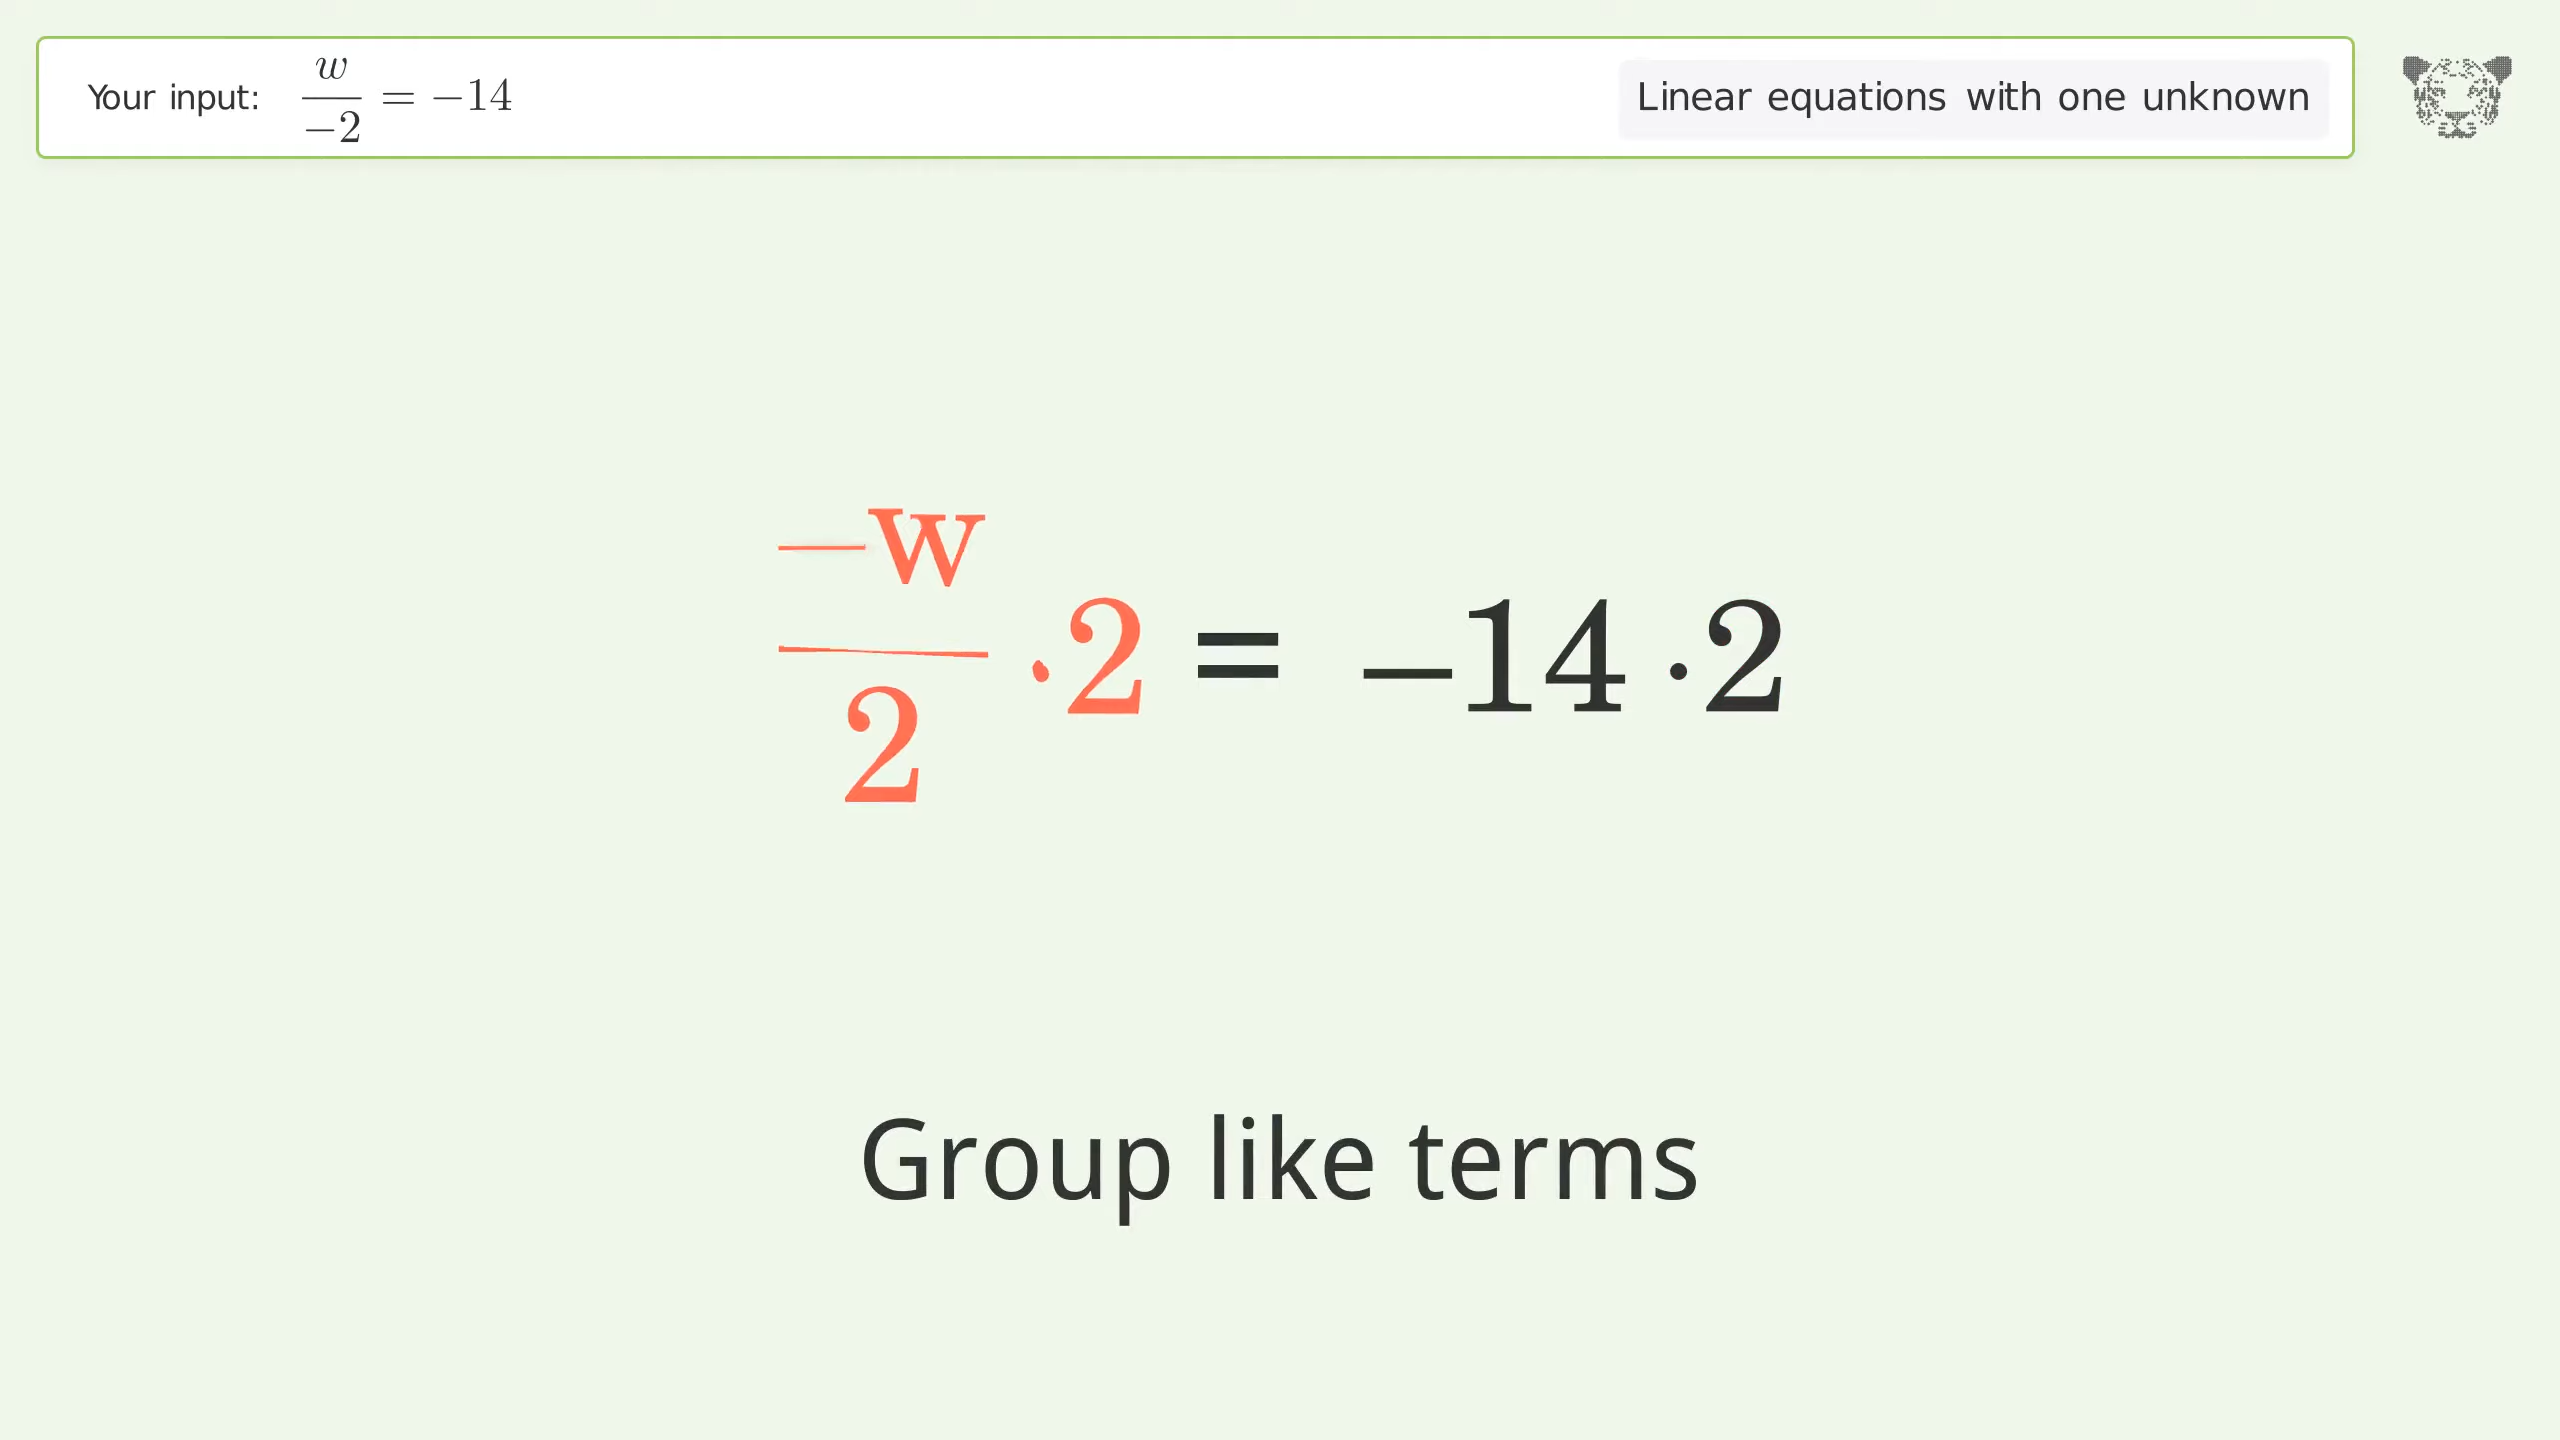 Your input: w/−2 = −14
Linear equations with one unknown
−w/2 · 2 = −14 · 2
Group like terms